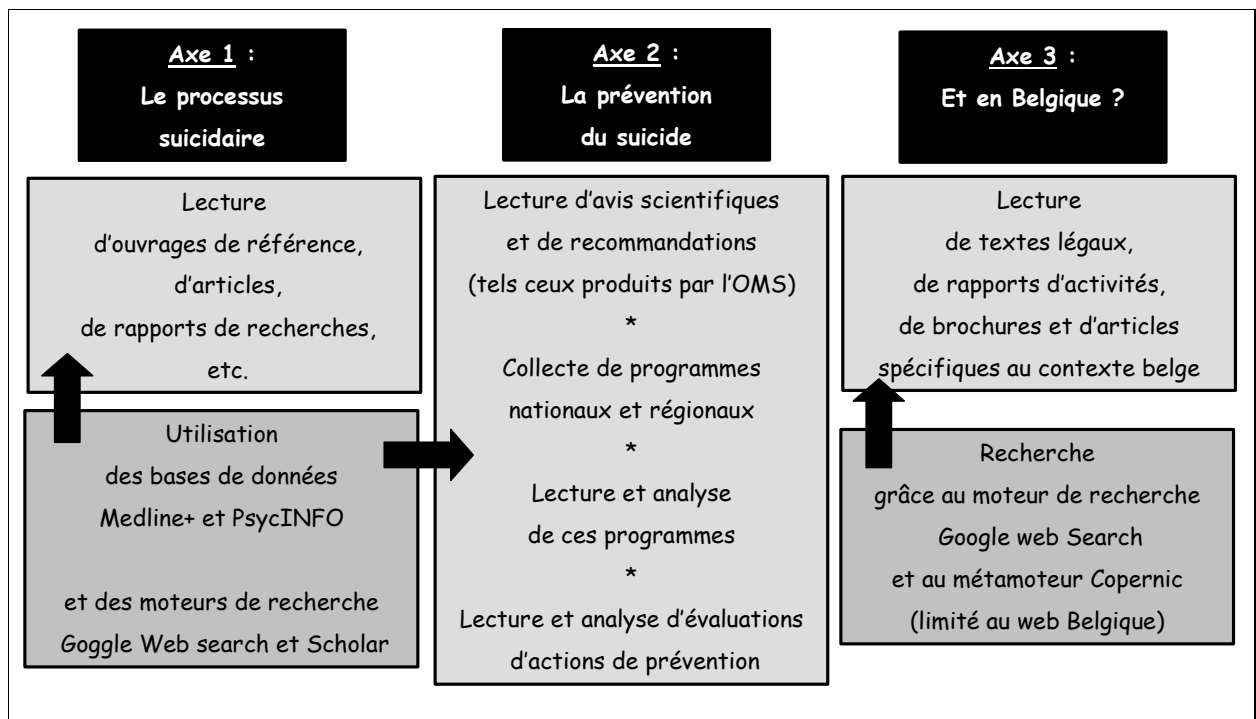 Axe 1 :
Le processus
suicidaire
Lecture
d'ouvrages de référence,
d'articles,
de rapports de recherches,
etc.
Utilisation
des bases de données
Medline+ et PsycINFO
et des moteurs de recherche
Goggle Web search et Scholar
Axe 2 :
La prévention
du suicide
Lecture d'avis scientifiques
et de recommandations
(tels ceux produits par l'OMS)
*
Collecte de programmes
nationaux et régionaux
*
Lecture et analyse
de ces programmes
*
Lecture et analyse d'évaluations
d'actions de prévention
Axe 3 :
Et en Belgique ?
Lecture
de textes légaux,
de rapports d'activités,
de brochures et d'articles
spécifiques au contexte belge
Recherche
grâce au moteur de recherche
Google web Search
et au métamoteur Copernic
(limité au web Belgique)